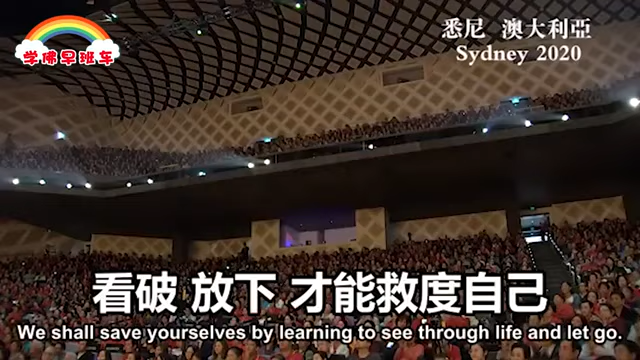 学佛早班车
悉尼 澳大利亞
Sydney 2020
看破 放下 才能救度自己
We shall save yourselves by learning to see through life and let go.